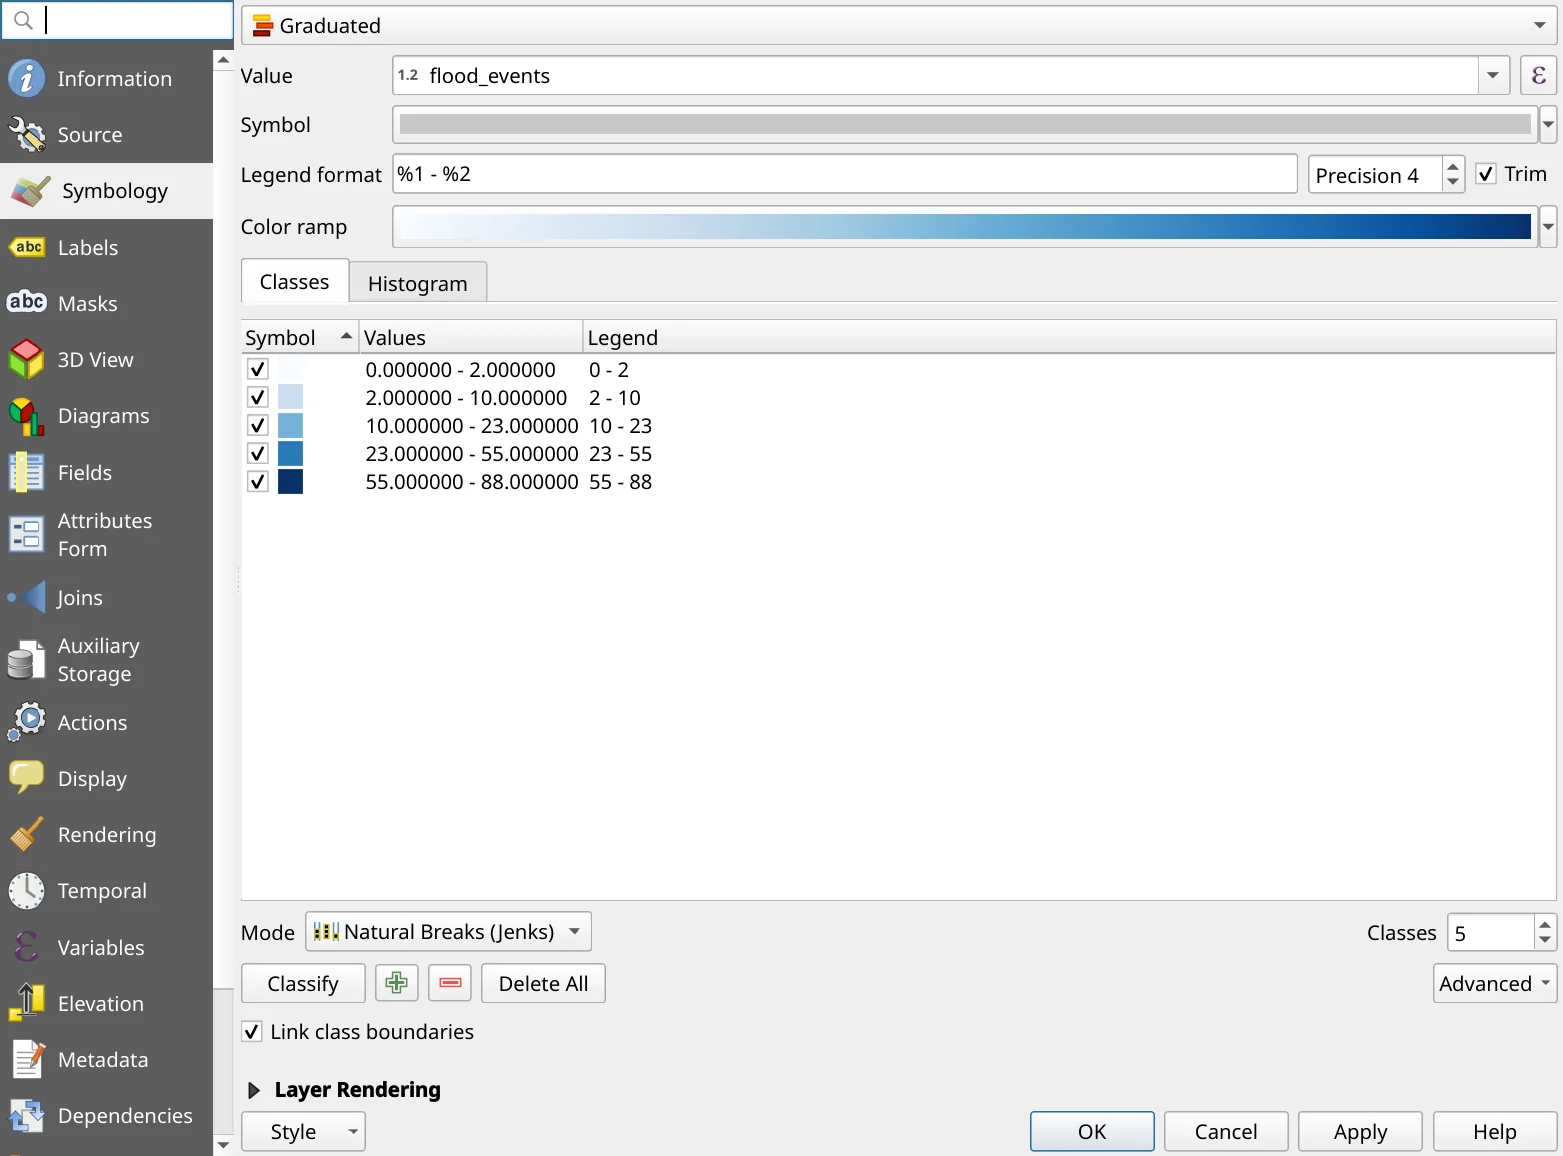 Information
Source
Symbology
abc Labels
abc Masks
3D View
Diagrams
Fields
Attributes
Form
Joins
Auxiliary
Storage
Actions
Display
Rendering
Temporal
ε Variables
Elevation
Metadata
Dependencies
Graduated
Value 1.2 flood_events ε
Symbol
Legend format %1 - %2 Precision 4 Trim
Color ramp
Classes Histogram
Symbol Values Legend
0.000000 - 2.000000 0 - 2
2.000000 - 10.000000 2 - 10
10.000000 - 23.000000 10 - 23
23.000000 - 55.000000 23 - 55
55.000000 - 88.000000 55 - 88
Mode Natural Breaks (Jenks) Classes 5
Classify Delete All Advanced
Link class boundaries
Layer Rendering
Style OK Cancel Apply Help